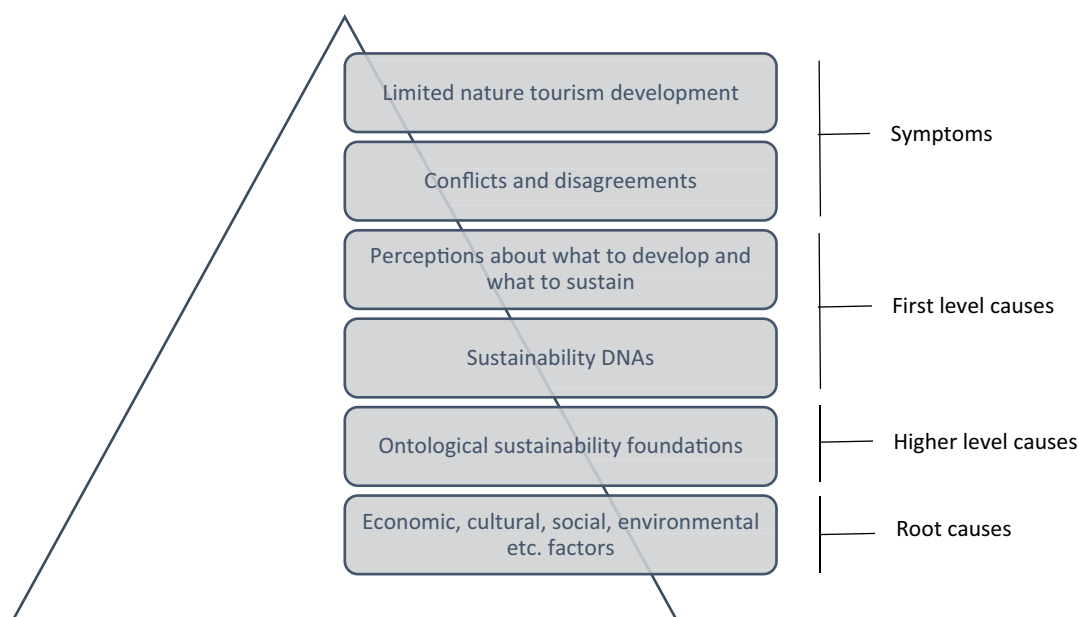 Limited nature tourism development
Conflicts and disagreements
Symptoms
Perceptions about what to develop and
what to sustain
Sustainability DNAs
First level causes
Ontological sustainability foundations
Higher level causes
Economic, cultural, social, environmental
etc. factors
Root causes